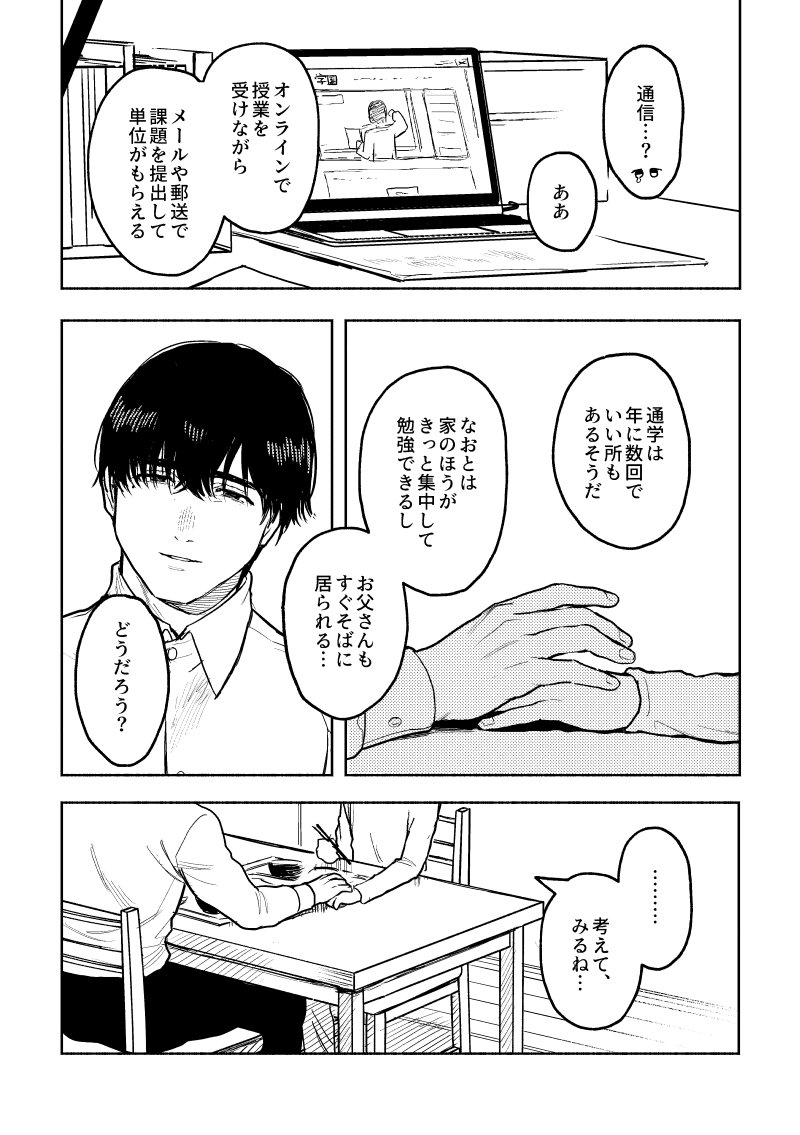 通信…？
ああ
オンラインで
授業を
受けながら
メールや郵送で
課題を提出して
単位がもらえる
学園
通学は
年に数回で
いい所も
あるそうだ
なおとは
家のほうが
きっと集中して
勉強できるし
お父さんも
すぐそばに
居られる…
どうだろう？
………
考えて、
みるね…